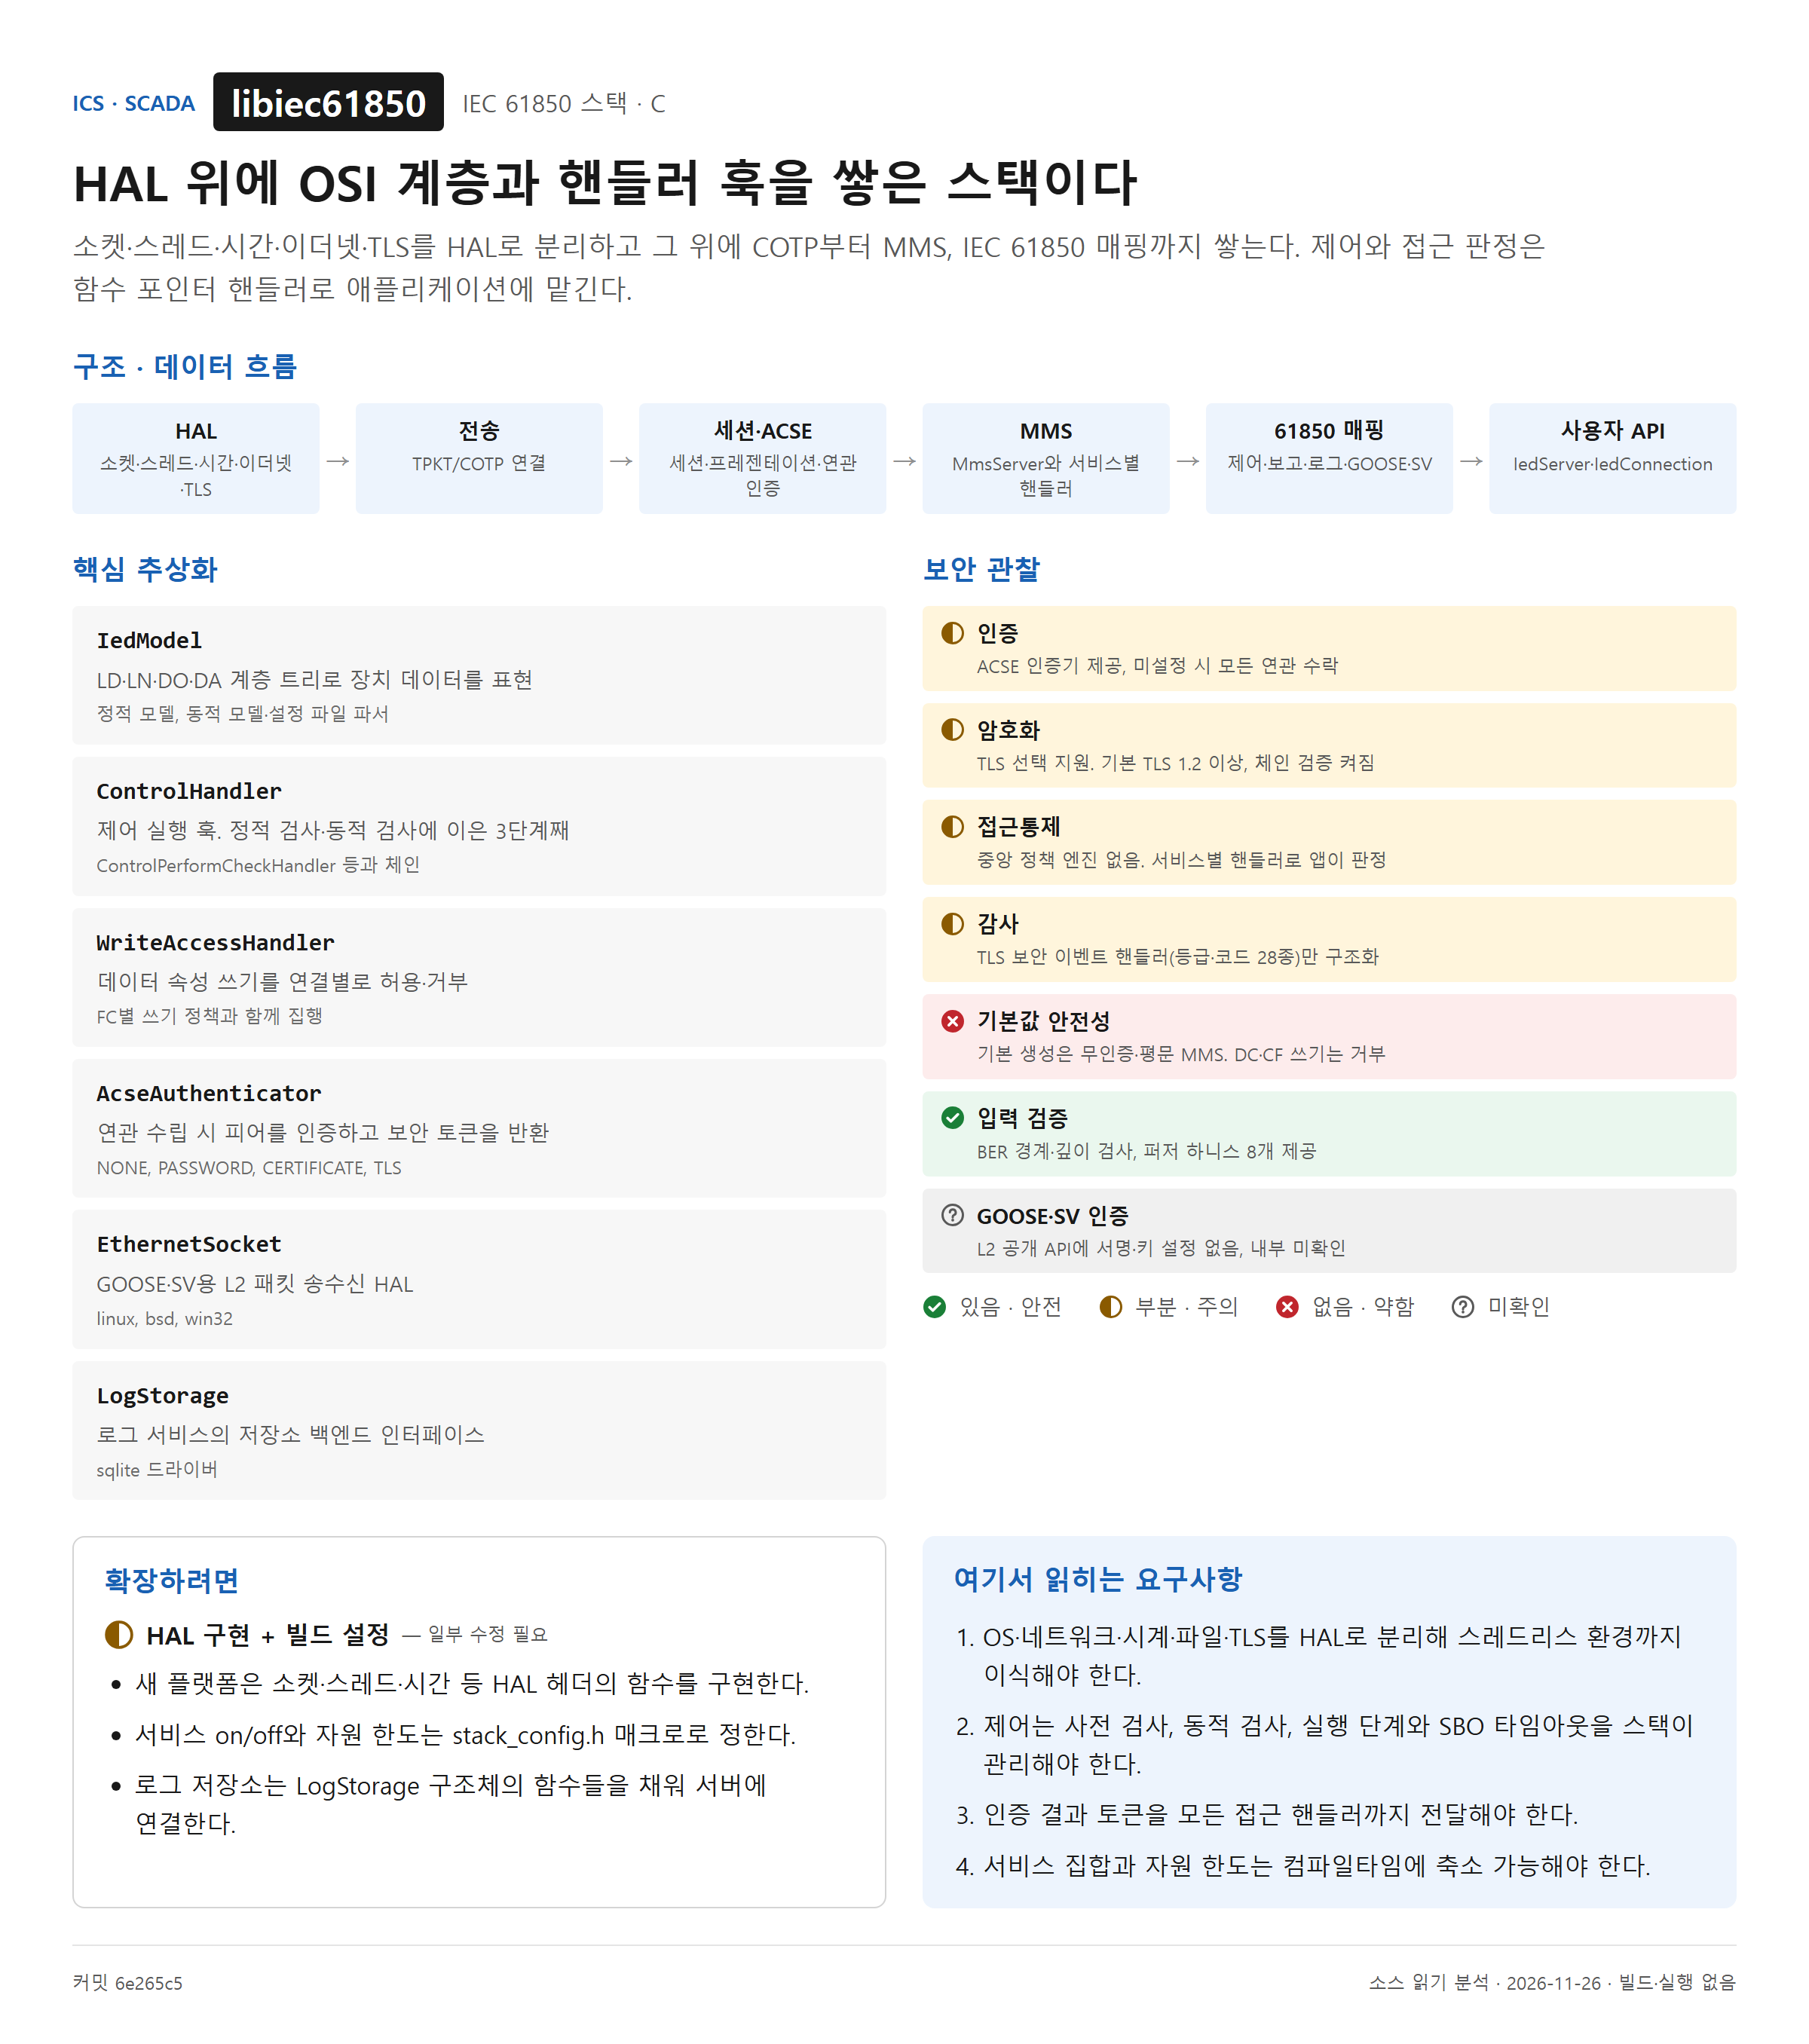 ICS · SCADA libiec61850 IEC 61850 스택 · C
HAL 위에 OSI 계층과 핸들러 훅을 쌓은 스택이다
소켓·스레드·시간·이더넷·TLS를 HAL로 분리하고 그 위에 COTP부터 MMS, IEC 61850 매핑까지 쌓는다. 제어와 접근 판정은
함수 포인터 핸들러로 애플리케이션에 맡긴다.
구조 · 데이터 흐름
HAL
소켓·스레드·시간·이더넷
·TLS
→
전송
TPKT/COTP 연결
→
세션·ACSE
세션·프레젠테이션·연관
인증
→
MMS
MmsServer와 서비스별
핸들러
→
61850 매핑
제어·보고·로그·GOOSE·SV
→
사용자 API
IedServer·IedConnection
핵심 추상화
IedModel
LD·LN·DO·DA 계층 트리로 장치 데이터를 표현
정적 모델, 동적 모델·설정 파일 파서
ControlHandler
제어 실행 훅. 정적 검사·동적 검사에 이은 3단계째
ControlPerformCheckHandler 등과 체인
WriteAccessHandler
데이터 속성 쓰기를 연결별로 허용·거부
FC별 쓰기 정책과 함께 집행
AcseAuthenticator
연관 수립 시 피어를 인증하고 보안 토큰을 반환
NONE, PASSWORD, CERTIFICATE, TLS
EthernetSocket
GOOSE·SV용 L2 패킷 송수신 HAL
linux, bsd, win32
LogStorage
로그 서비스의 저장소 백엔드 인터페이스
sqlite 드라이버
보안 관찰
인증
ACSE 인증기 제공, 미설정 시 모든 연관 수락
암호화
TLS 선택 지원. 기본 TLS 1.2 이상, 체인 검증 켜짐
접근통제
중앙 정책 엔진 없음. 서비스별 핸들러로 앱이 판정
감사
TLS 보안 이벤트 핸들러(등급·코드 28종)만 구조화
기본값 안전성
기본 생성은 무인증·평문 MMS. DC·CF 쓰기는 거부
입력 검증
BER 경계·깊이 검사, 퍼저 하니스 8개 제공
GOOSE·SV 인증
L2 공개 API에 서명·키 설정 없음, 내부 미확인
있음 · 안전 부분 · 주의 없음 · 약함 미확인
확장하려면
HAL 구현 + 빌드 설정 — 일부 수정 필요
• 새 플랫폼은 소켓·스레드·시간 등 HAL 헤더의 함수를 구현한다.
• 서비스 on/off와 자원 한도는 stack_config.h 매크로로 정한다.
• 로그 저장소는 LogStorage 구조체의 함수들을 채워 서버에
연결한다.
여기서 읽히는 요구사항
1. OS·네트워크·시계·파일·TLS를 HAL로 분리해 스레드리스 환경까지
이식해야 한다.
2. 제어는 사전 검사, 동적 검사, 실행 단계와 SBO 타임아웃을 스택이
관리해야 한다.
3. 인증 결과 토큰을 모든 접근 핸들러까지 전달해야 한다.
4. 서비스 집합과 자원 한도는 컴파일타임에 축소 가능해야 한다.
커밋 6e265c5
소스 읽기 분석 · 2026-11-26 · 빌드·실행 없음